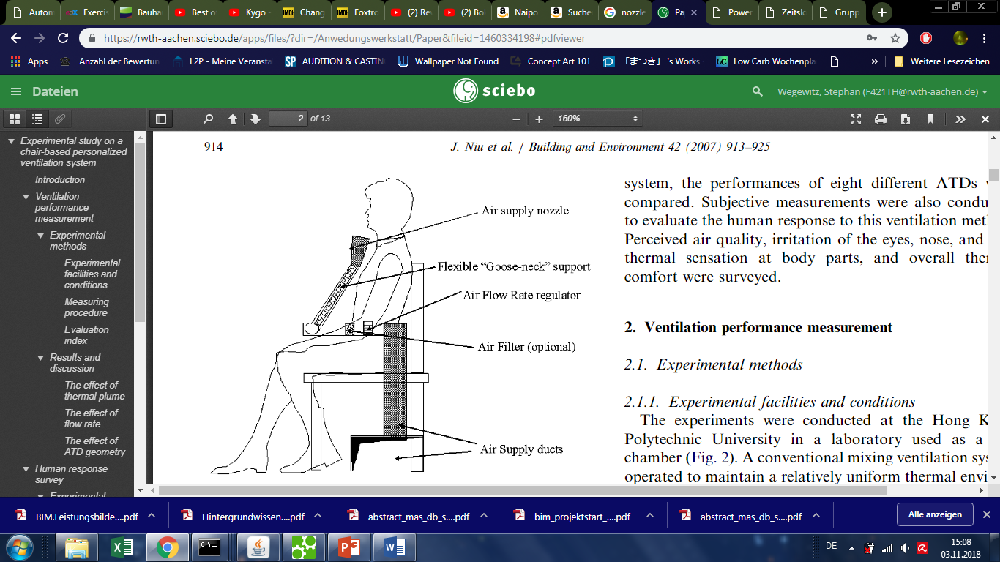 Autom
Exercis
Bauha
Best o
Kygo -
Chang
Foxtro
(2) Re
(2) Bo
Naipo
Suche
nozzle
Pa
Power
Zeitslo
Grupp
https://rwth-aachen.sciebo.de/apps/files/?dir=/Anwedungswerkstatt/Paper&fileid=1460334198#pdfviewer
Apps
Anzahl der Bewertun
L2P - Meine Veransta
AUDITION & CASTIN
Wallpaper Not Found
Concept Art 101
「まつき」 's Works
Low Carb Wochenpla
»
Weitere Lesezeichen
Dateien
sciebo
Wegewitz, Stephan (F421TH@rwth-aachen.de)
2 of 13
160%
Experimental study on a
chair-based personalized
ventilation system
Introduction
Ventilation
performance
measurement
Experimental
methods
Experimental
facilities and
conditions
Measuring
procedure
Evaluation
index
Results and
discussion
The effect of
thermal plume
The effect of
flow rate
The effect of
ATD geometry
Human response
survey
Experimental
914
J. Niu et al. / Building and Environment 42 (2007) 913–925
Air supply nozzle
Flexible “Goose-neck” support
Air Flow Rate regulator
Air Filter (optional)
Air Supply ducts
system, the performances of eight different ATDs
compared. Subjective measurements were also condu
to evaluate the human response to this ventilation met
Perceived air quality, irritation of the eyes, nose, and
thermal sensation at body parts, and overall ther
comfort were surveyed.
2. Ventilation performance measurement
2.1. Experimental methods
2.1.1. Experimental facilities and conditions
The experiments were conducted at the Hong K
Polytechnic University in a laboratory used as a
chamber (Fig. 2). A conventional mixing ventilation sys
operated to maintain a relatively uniform thermal envi
BIM.Leistungsbilde....pdf
Hintergrundwissen....pdf
abstract_mas_db_s....pdf
bim_projektstart_....pdf
abstract_mas_db_s....pdf
Alle anzeigen
DE
15:08
03.11.2018